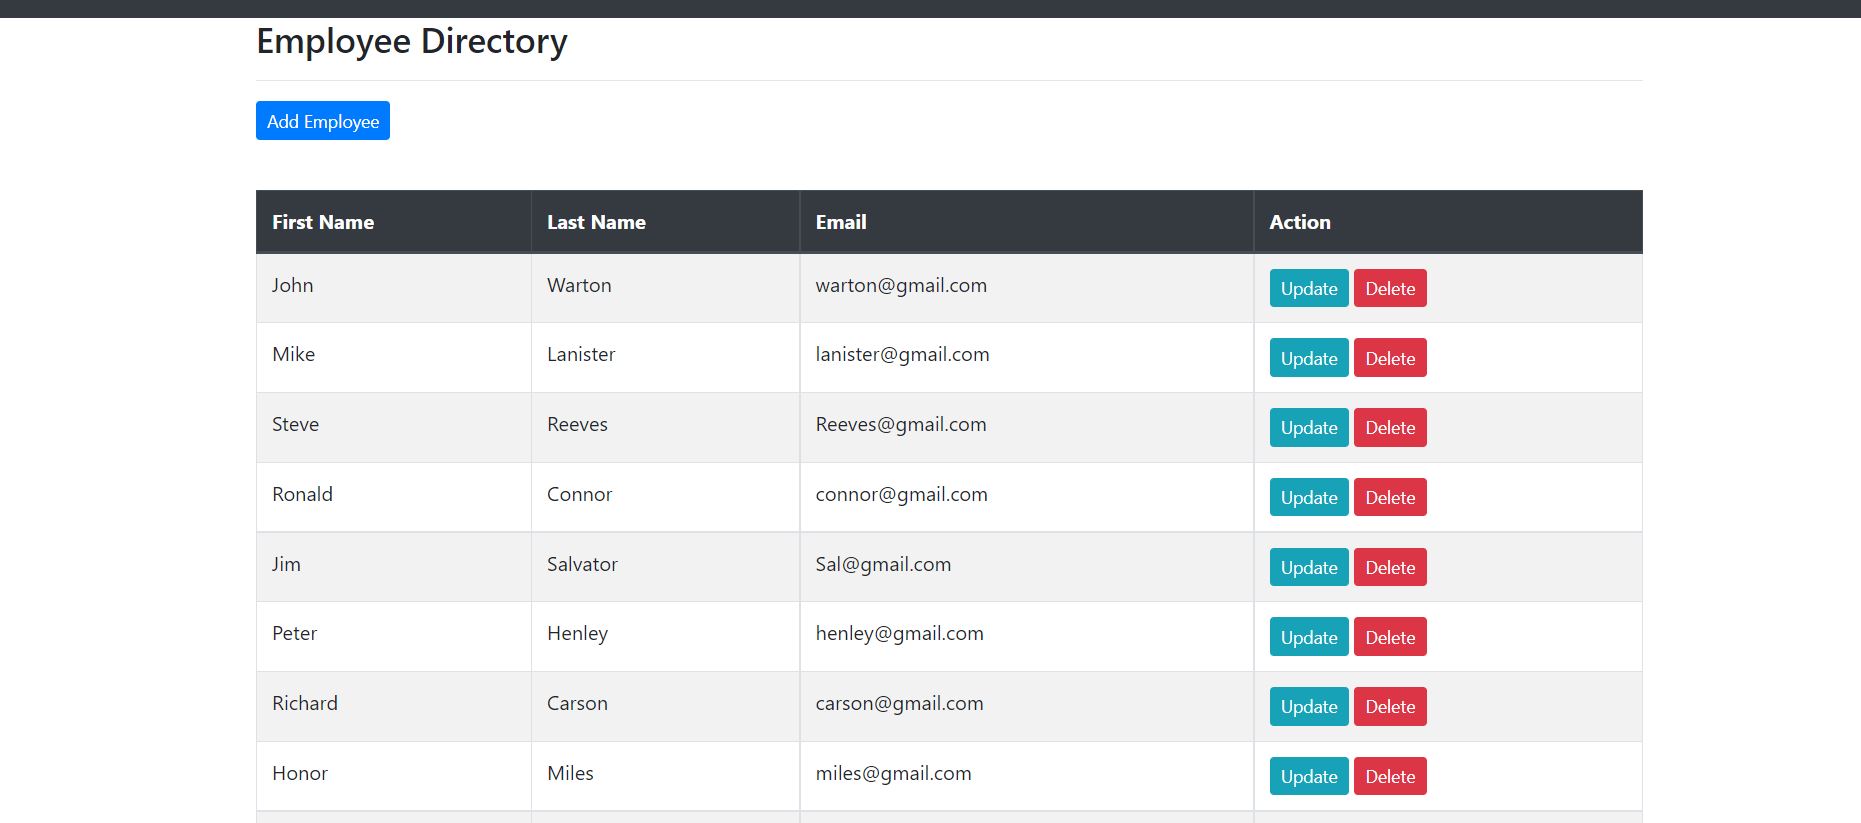 Employee Directory
Add Employee
First Name Last Name Email Action
John Warton warton@gmail.com Update Delete
Mike Lanister lanister@gmail.com Update Delete
Steve Reeves Reeves@gmail.com Update Delete
Ronald Connor connor@gmail.com Update Delete
Jim Salvator Sal@gmail.com Update Delete
Peter Henley henley@gmail.com Update Delete
Richard Carson carson@gmail.com Update Delete
Honor Miles miles@gmail.com Update Delete